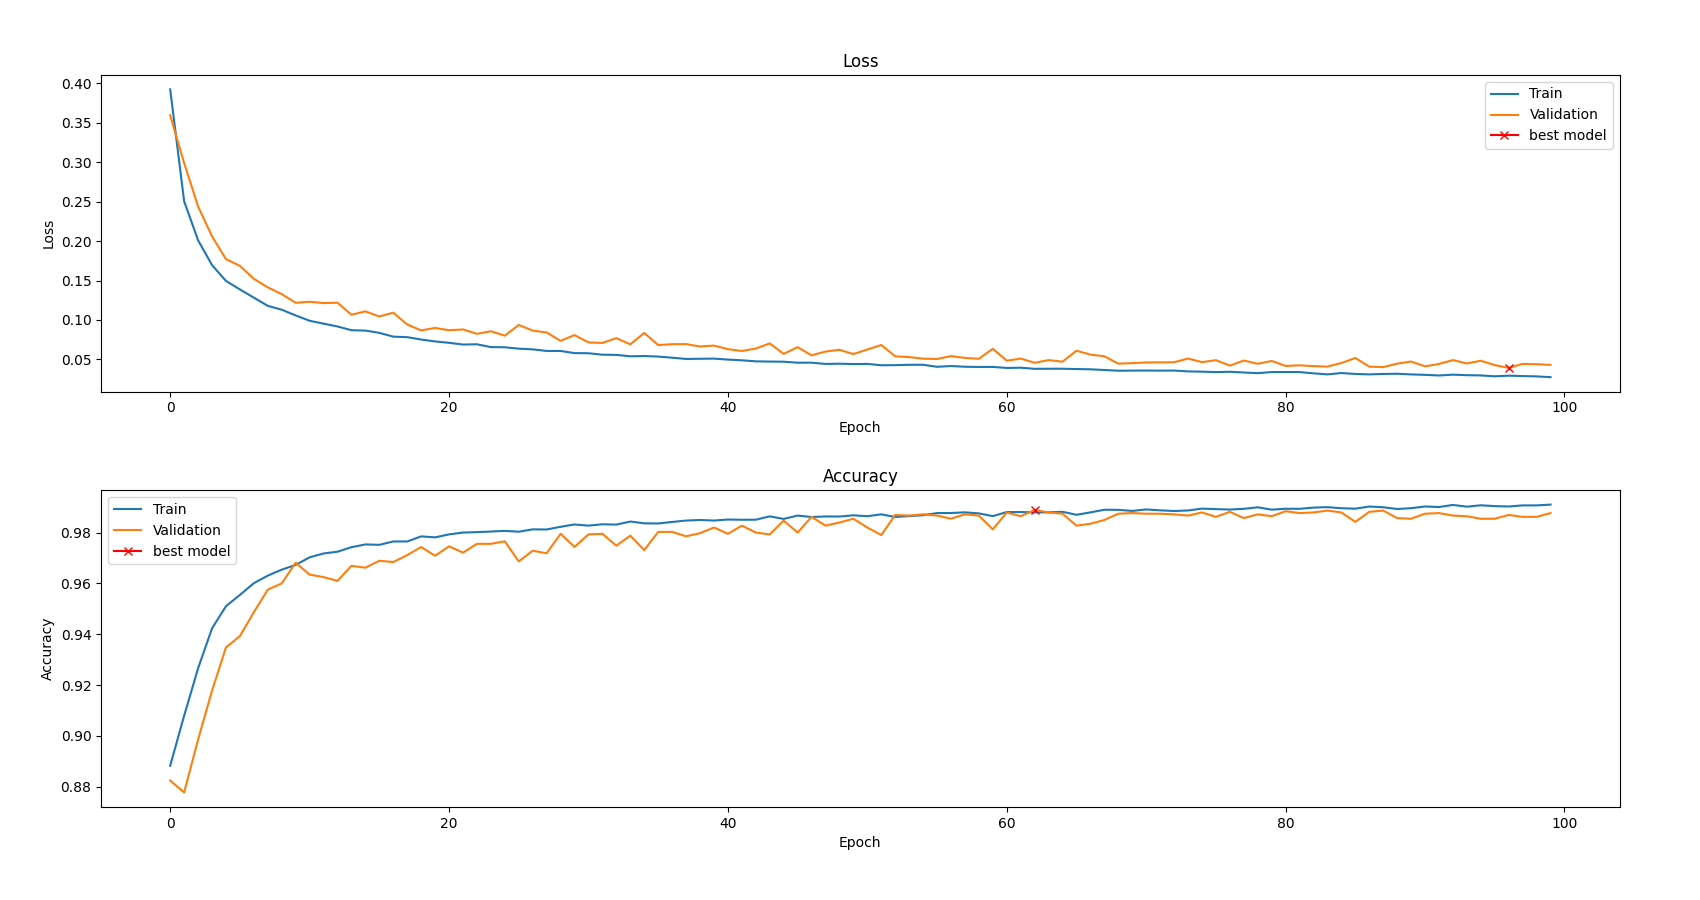 Loss
0.40
0.35
0.30
0.25
0.20
0.15
0.10
0.05
Loss
Train
Validation
best model
0 20 40 60 80 100
Epoch
Accuracy
0.98
0.96
0.94
0.92
0.90
0.88
Accuracy
Train
Validation
best model
0 20 40 60 80 100
Epoch